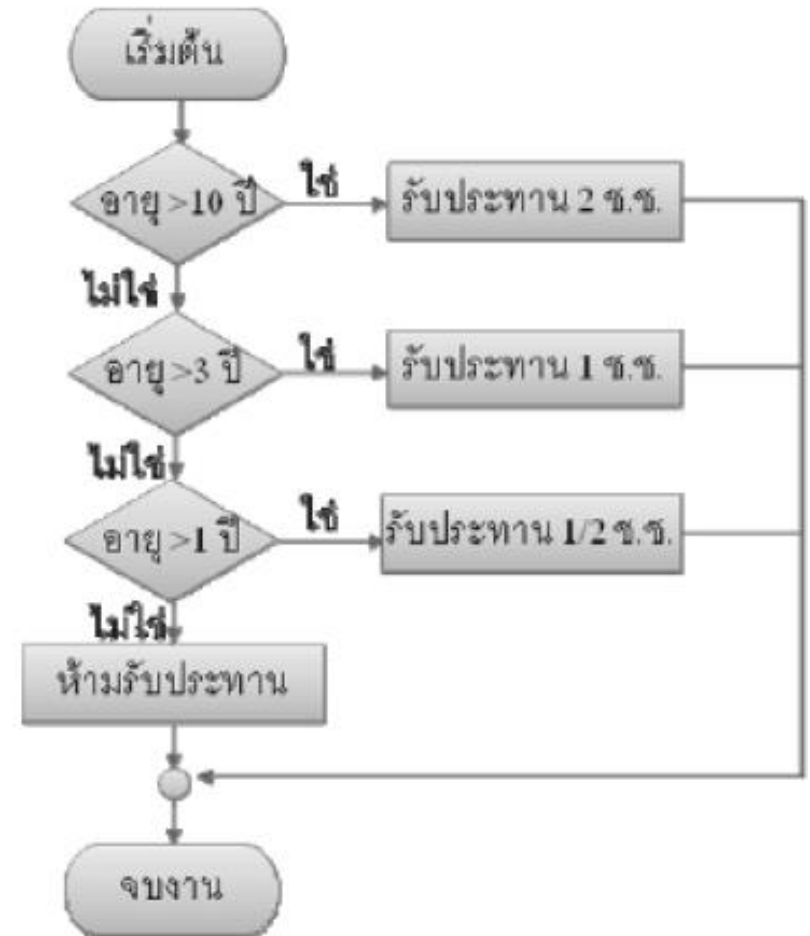 เริ่มต้น
อายุ >10 ปี
ใช่
รับประทาน 2 ช.ช.
ไม่ใช่
อายุ >3 ปี
ใช่
รับประทาน 1 ช.ช.
ไม่ใช่
อายุ >1 ปี
ใช่
รับประทาน 1/2 ช.ช.
ไม่ใช่
ห้ามรับประทาน
จบงาน